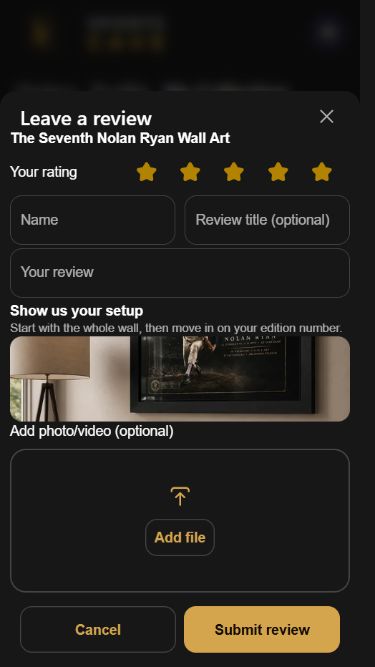 Leave a review
The Seventh Nolan Ryan Wall Art
Your rating
Name
Review title (optional)
Your review
Show us your setup
Start with the whole wall, then move in on your edition number.
NOLAN RYAN
Add photo/video (optional)
Add file
Cancel
Submit review